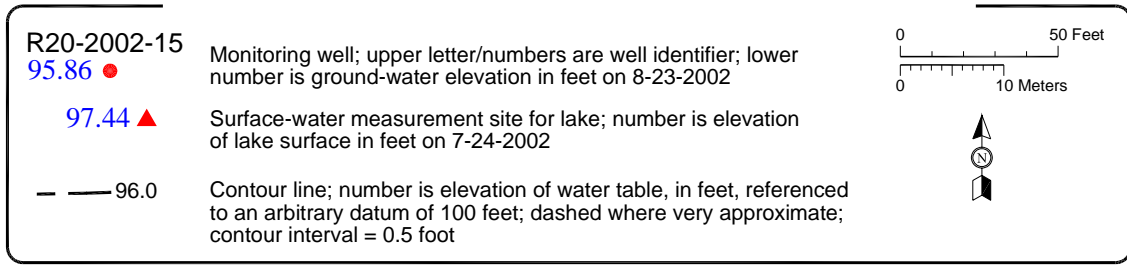 R20-2002-15
95.86
Monitoring well; upper letter/numbers are well identifier; lower
number is ground-water elevation in feet on 8-23-2002
97.44
Surface-water measurement site for lake; number is elevation
of lake surface in feet on 7-24-2002
96.0
Contour line; number is elevation of water table, in feet, referenced
to an arbitrary datum of 100 feet; dashed where very approximate;
contour interval = 0.5 foot
0 50 Feet
0 10 Meters
N